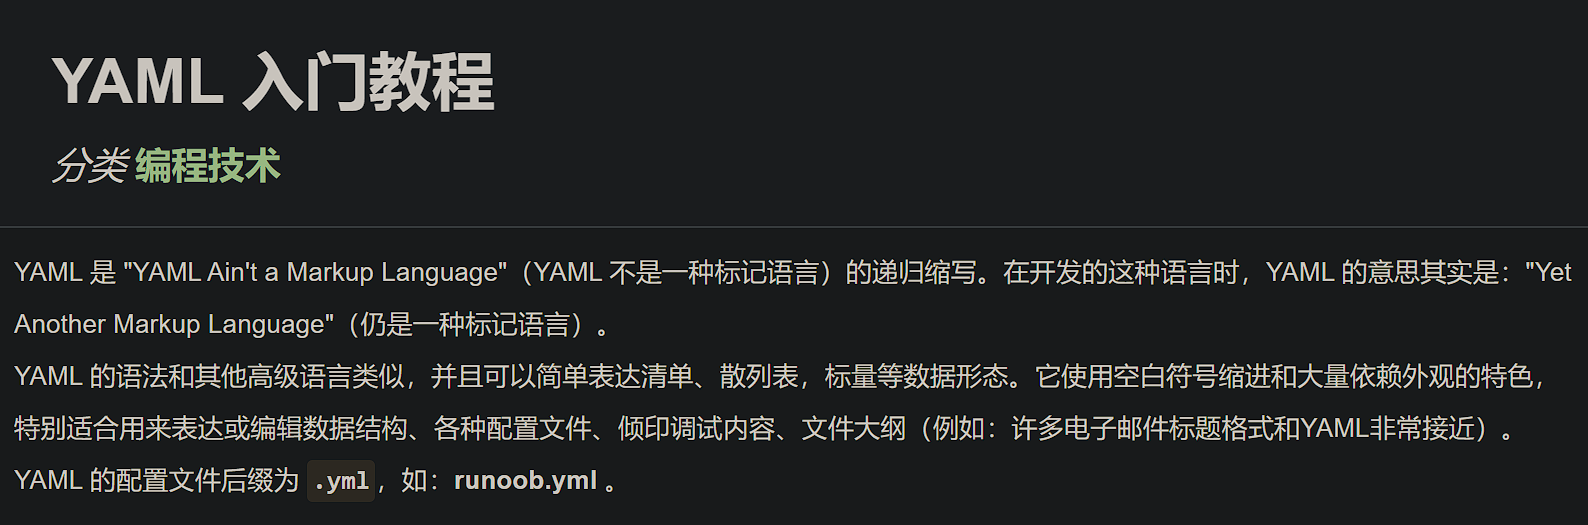 YAML 入门教程
分类 编程技术
YAML 是 "YAML Ain't a Markup Language"（YAML 不是一种标记语言）的递归缩写。在开发的这种语言时，YAML 的意思其实是："Yet
Another Markup Language"（仍是一种标记语言）。
YAML 的语法和其他高级语言类似，并且可以简单表达清单、散列表，标量等数据形态。它使用空白符号缩进和大量依赖外观的特色，
特别适合用来表达或编辑数据结构、各种配置文件、倾印调试内容、文件大纲（例如：许多电子邮件标题格式和YAML非常接近）。
YAML 的配置文件后缀为 .yml，如：runoob.yml 。